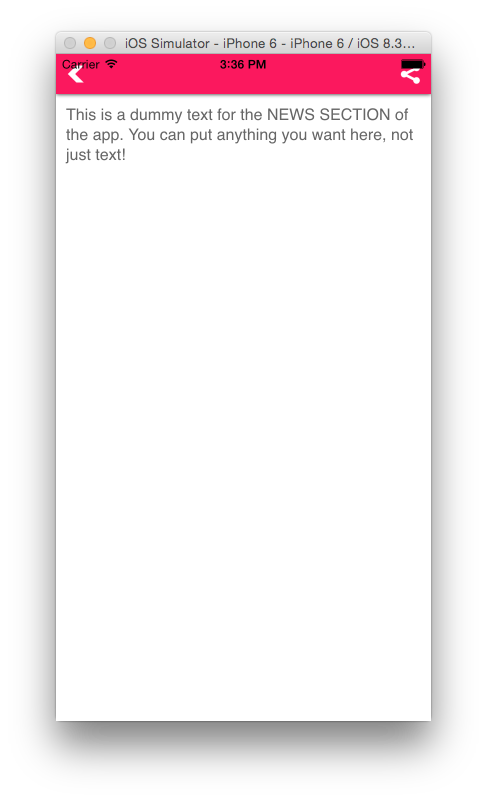 iOS Simulator - iPhone 6 - iPhone 6 / iOS 8.3...
Carrier 3:36 PM
This is a dummy text for the NEWS SECTION of
the app. You can put anything you want here, not
just text!